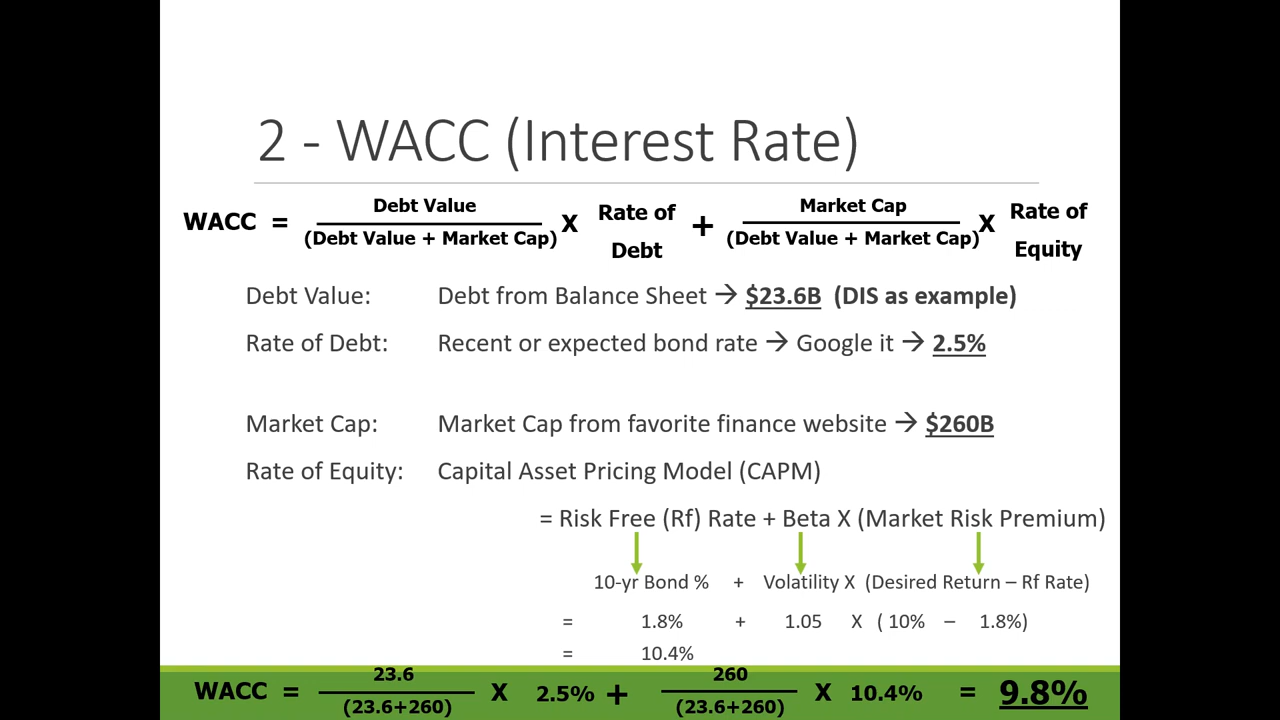 2 - WACC (Interest Rate)
Debt Value Market Cap
WACC = X Rate of Debt + X Rate of Equity
(Debt Value + Market Cap) (Debt Value + Market Cap)
Debt Value: Debt from Balance Sheet → $23.6B (DIS as example)
Rate of Debt: Recent or expected bond rate → Google it → 2.5%
Market Cap: Market Cap from favorite finance website → $260B
Rate of Equity: Capital Asset Pricing Model (CAPM)
= Risk Free (Rf) Rate + Beta X (Market Risk Premium)
10-yr Bond % + Volatility X (Desired Return – Rf Rate)
= 1.8% + 1.05 X ( 10% – 1.8%)
= 10.4%
23.6 260
WACC = X 2.5% + X 10.4% = 9.8%
(23.6+260) (23.6+260)